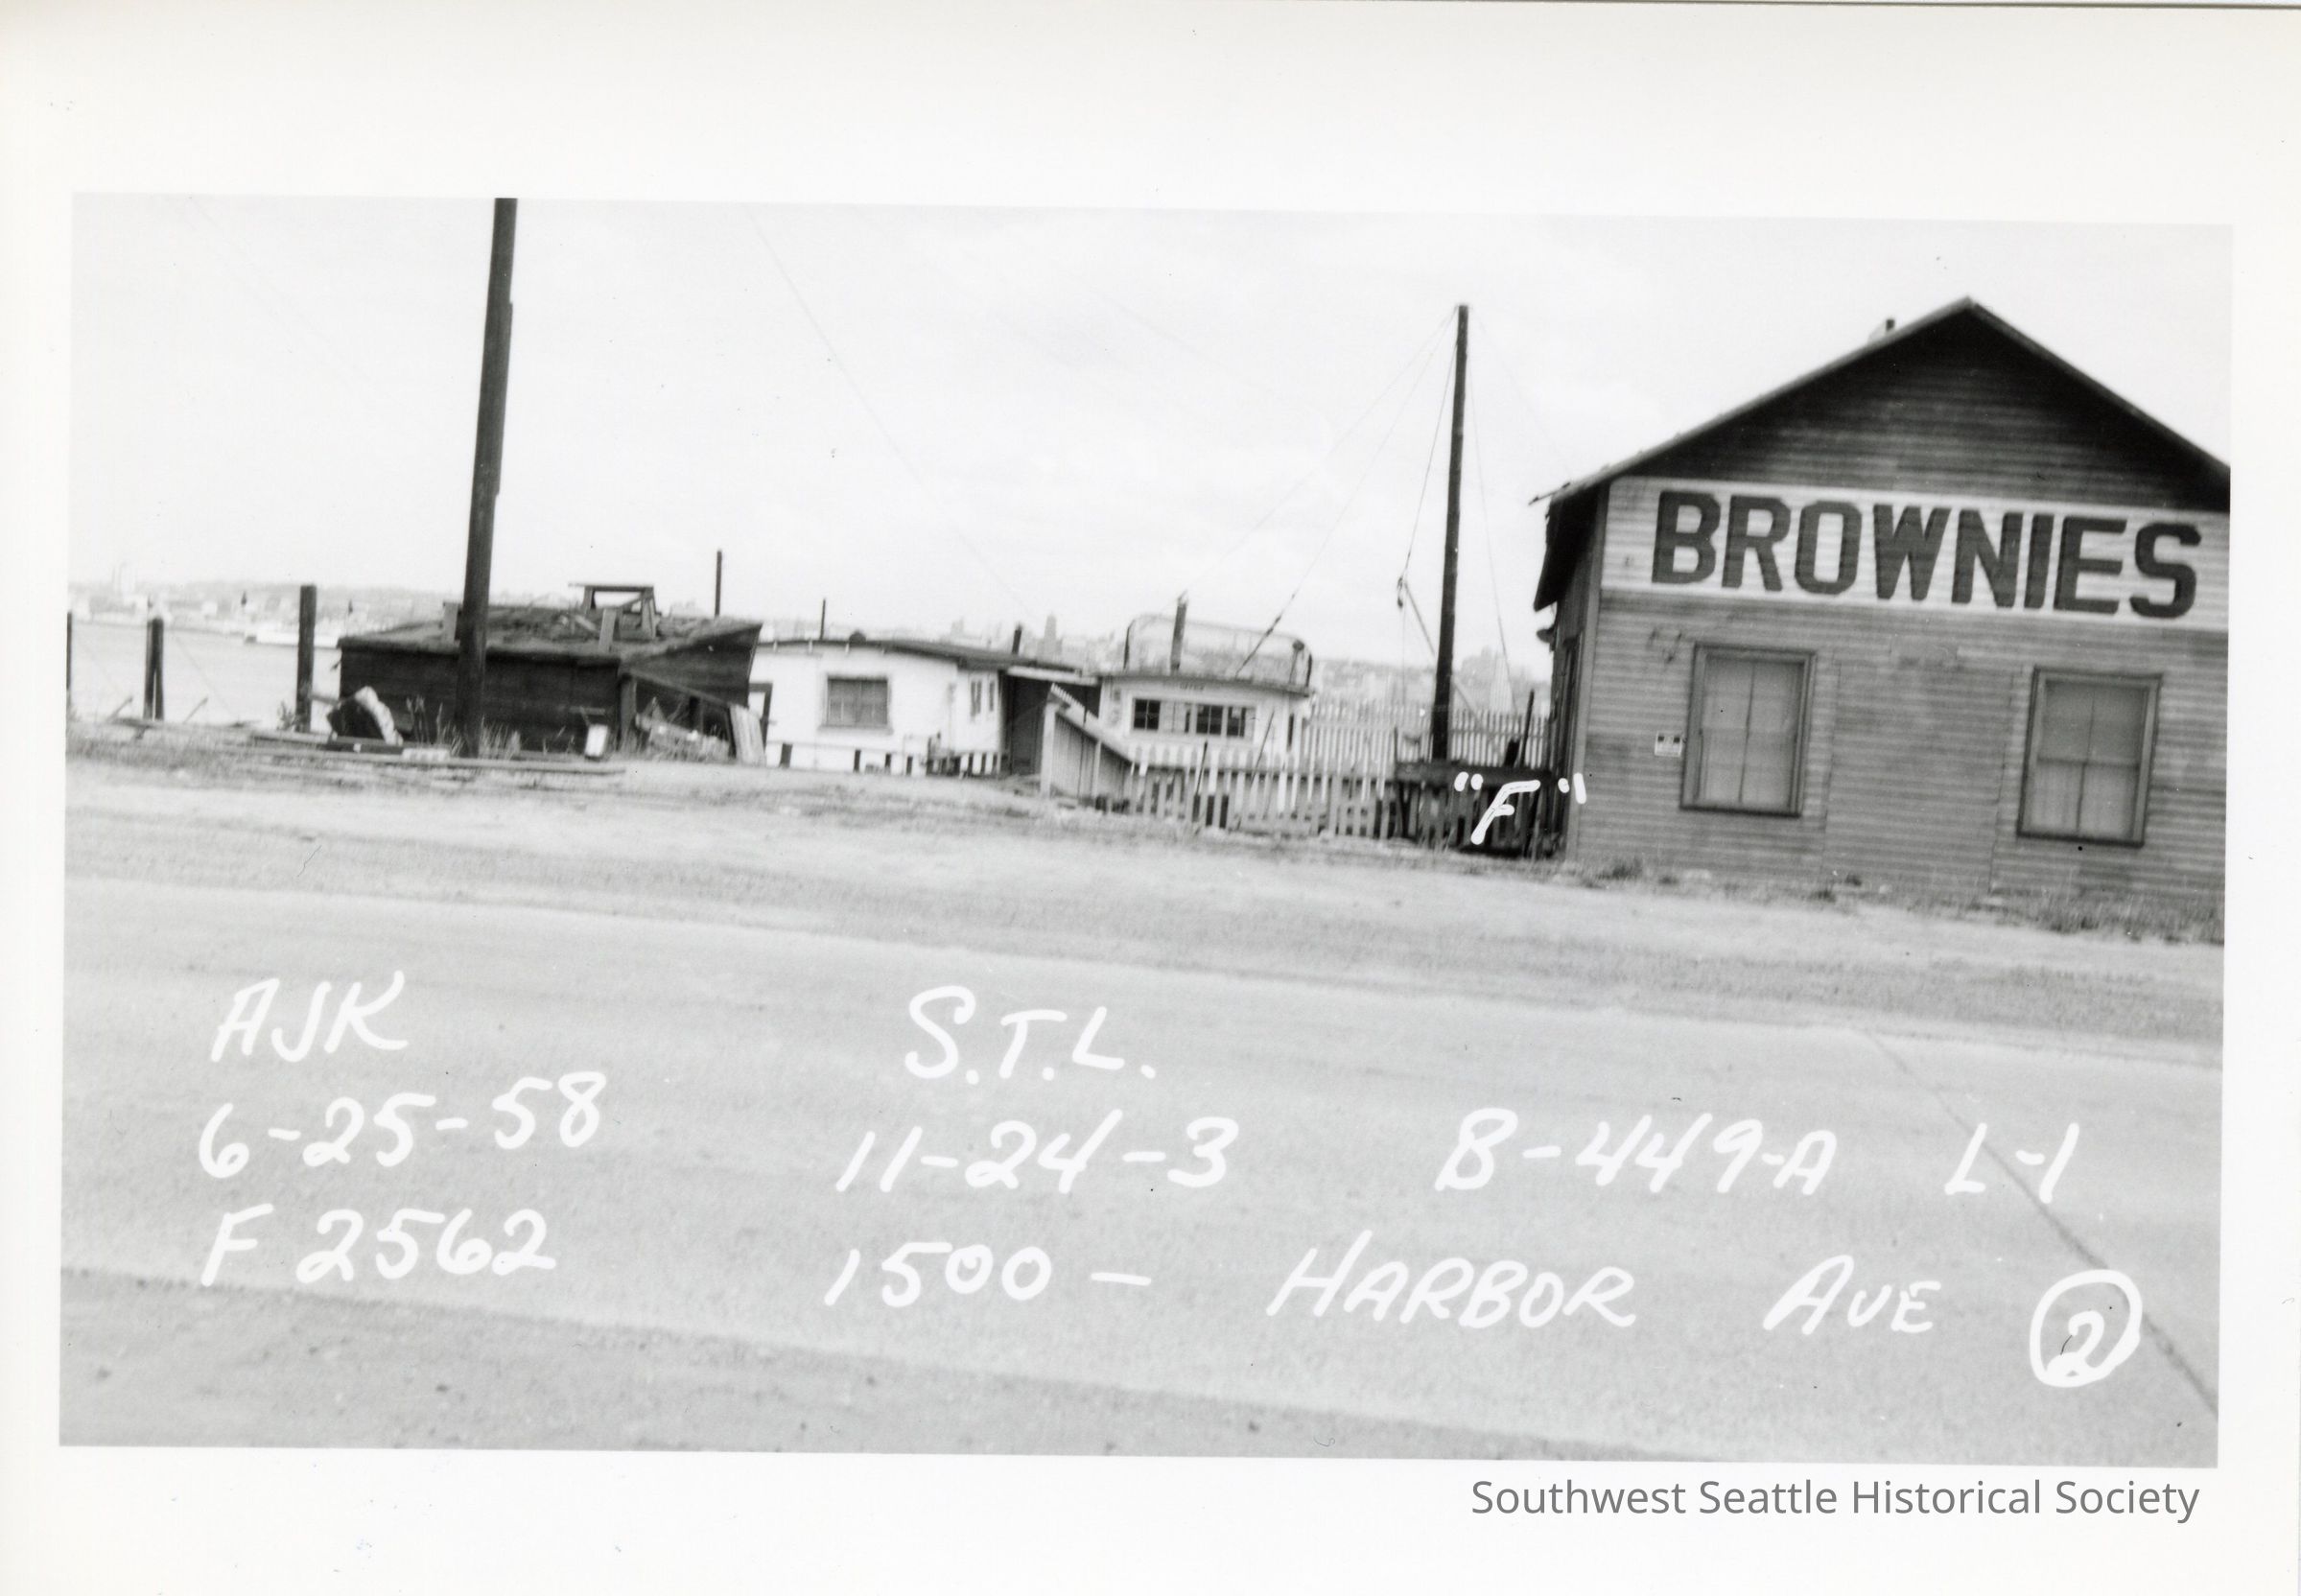 BROWNIES
"F"
AJK S.T.L.
6-25-58 11-24-3 B-449-A L-1
F 2562 1500- HARBOR AVE 2
Southwest Seattle Historical Society